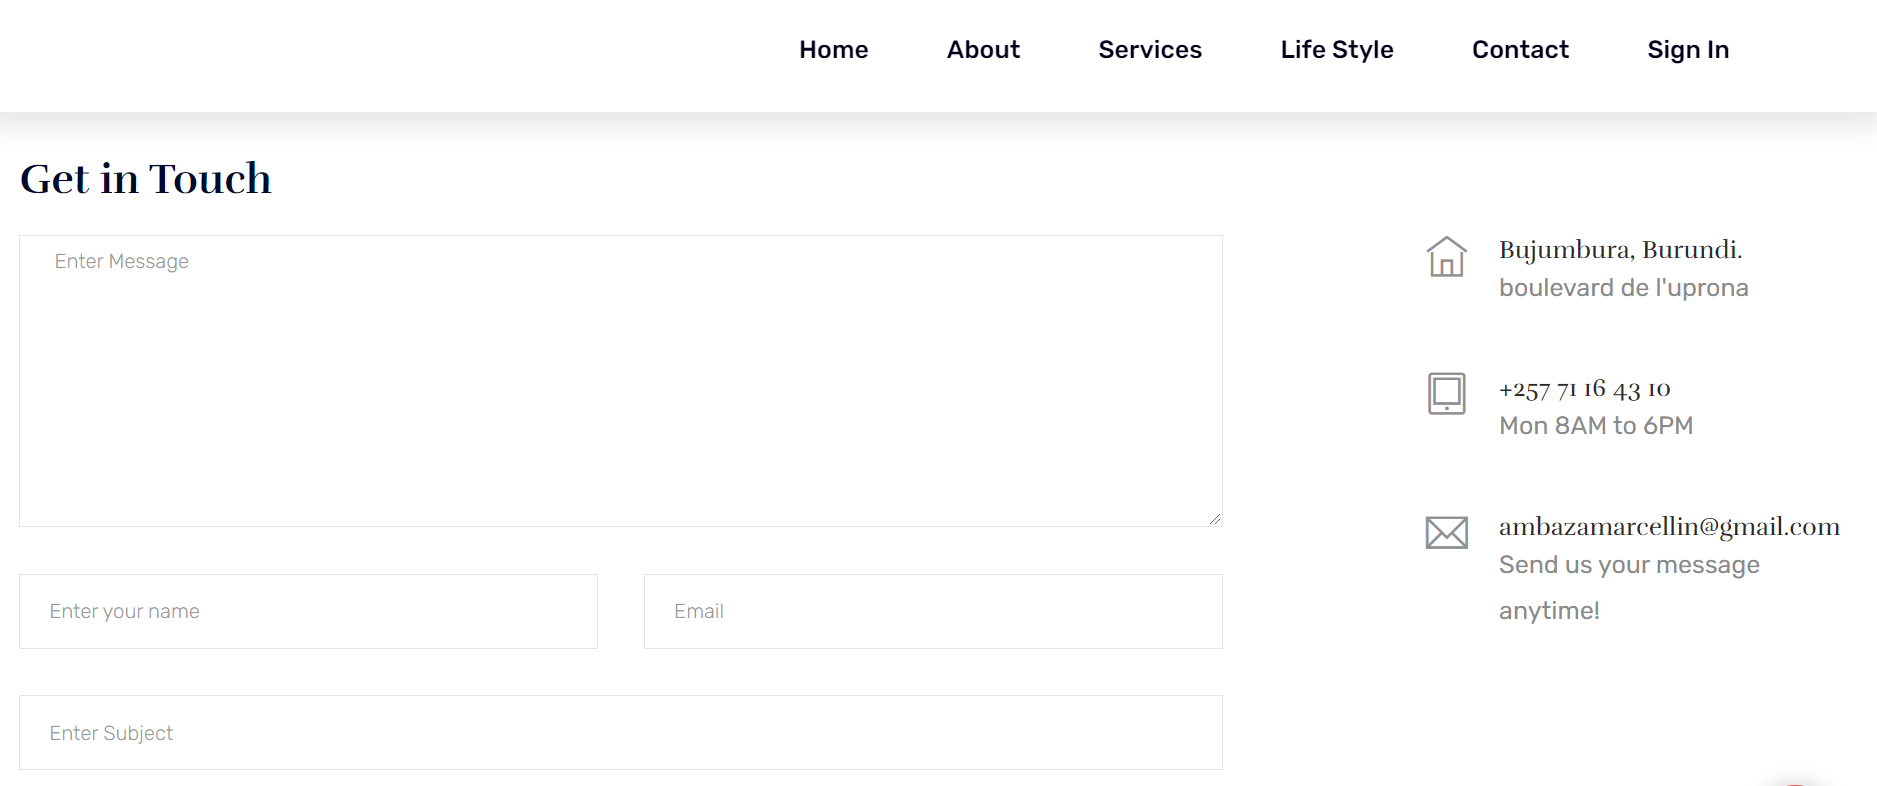 Home About Services Life Style Contact Sign In
Get in Touch
Enter Message
Enter your name
Email
Enter Subject
Bujumbura, Burundi.
boulevard de l'uprona
+257 71 16 43 10
Mon 8AM to 6PM
ambazamarcellin@gmail.com
Send us your message
anytime!